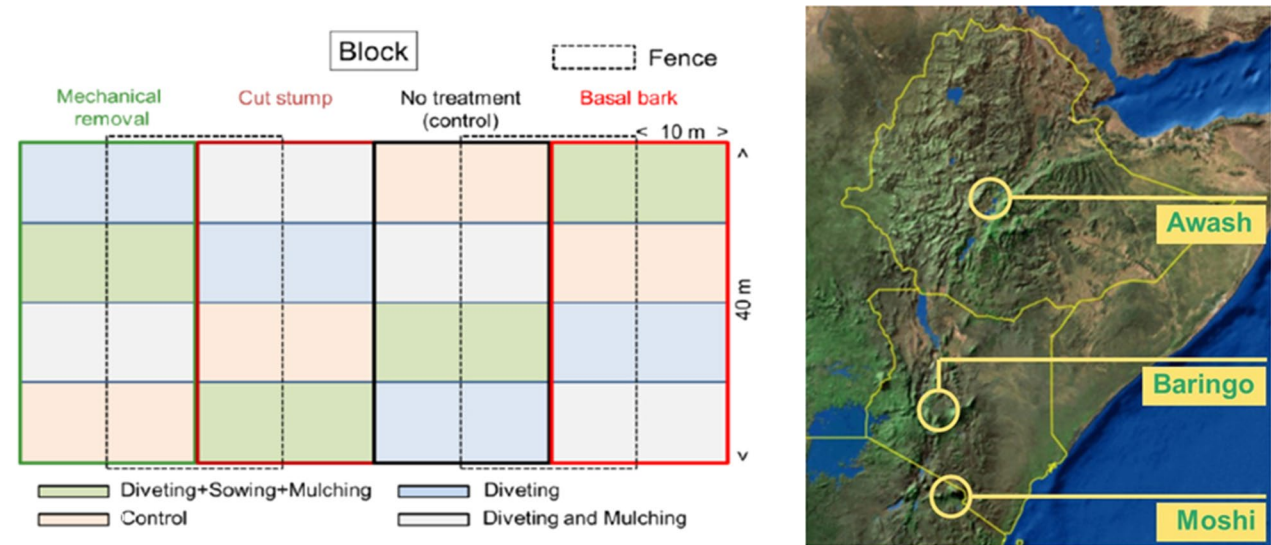 Block
Fence
Mechanical
removal
Cut stump
No treatment
(control)
Basal bark
< 10 m >
< 40 m >
Diveting+Sowing+Mulching
Diveting
Control
Diveting and Mulching
Awash
Baringo
Moshi